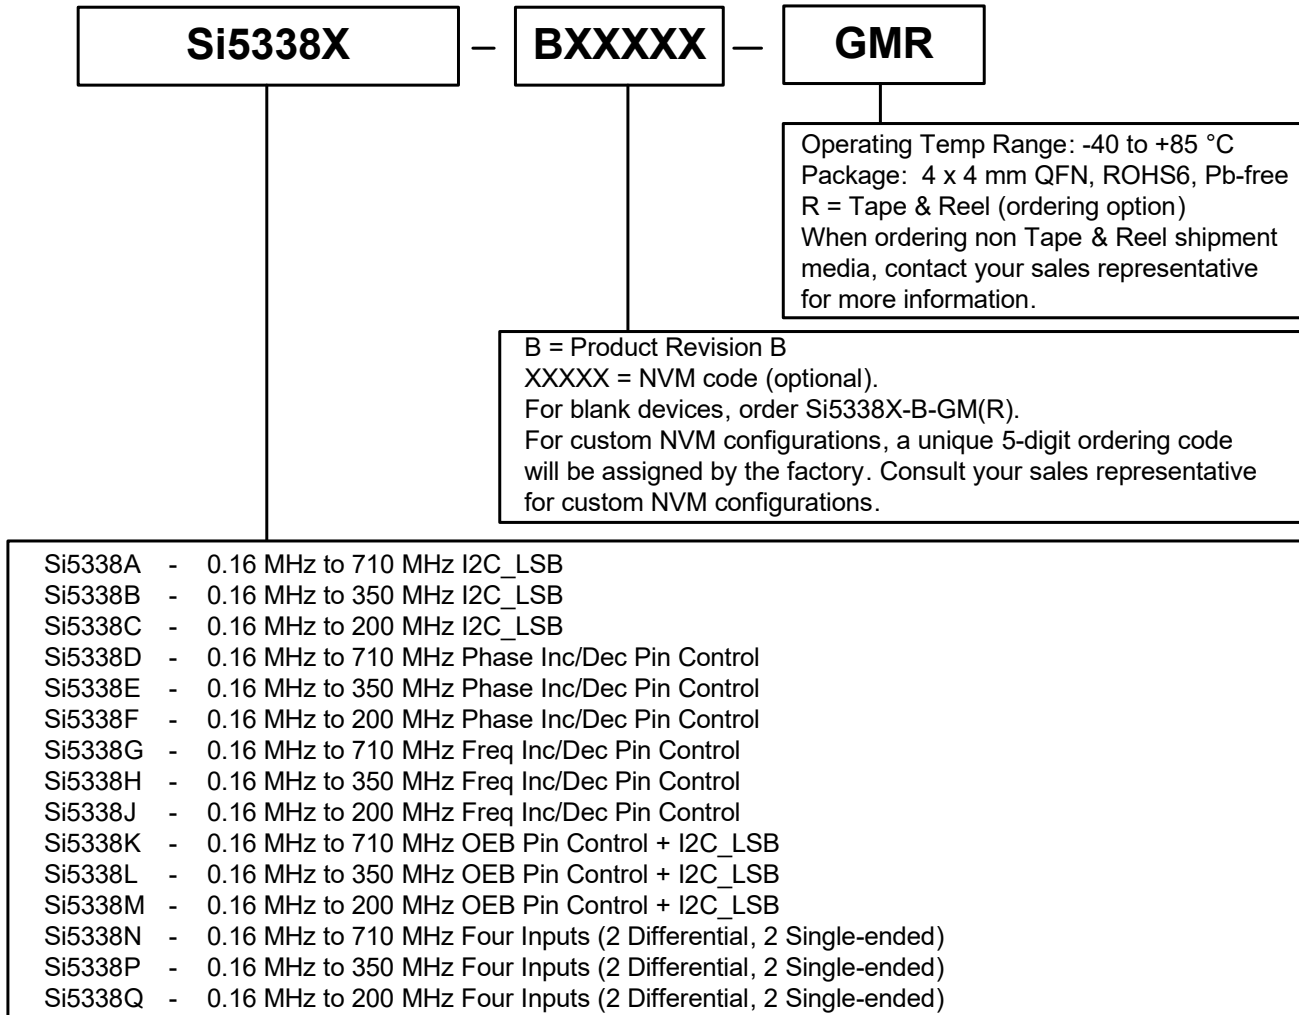 Si5338X – BXXXXX – GMR
Operating Temp Range: -40 to +85 °C
Package: 4 x 4 mm QFN, ROHS6, Pb-free
R = Tape & Reel (ordering option)
When ordering non Tape & Reel shipment
media, contact your sales representative
for more information.
B = Product Revision B
XXXXX = NVM code (optional).
For blank devices, order Si5338X-B-GM(R).
For custom NVM configurations, a unique 5-digit ordering code
will be assigned by the factory. Consult your sales representative
for custom NVM configurations.
Si5338A - 0.16 MHz to 710 MHz I2C_LSB
Si5338B - 0.16 MHz to 350 MHz I2C_LSB
Si5338C - 0.16 MHz to 200 MHz I2C_LSB
Si5338D - 0.16 MHz to 710 MHz Phase Inc/Dec Pin Control
Si5338E - 0.16 MHz to 350 MHz Phase Inc/Dec Pin Control
Si5338F - 0.16 MHz to 200 MHz Phase Inc/Dec Pin Control
Si5338G - 0.16 MHz to 710 MHz Freq Inc/Dec Pin Control
Si5338H - 0.16 MHz to 350 MHz Freq Inc/Dec Pin Control
Si5338J - 0.16 MHz to 200 MHz Freq Inc/Dec Pin Control
Si5338K - 0.16 MHz to 710 MHz OEB Pin Control + I2C_LSB
Si5338L - 0.16 MHz to 350 MHz OEB Pin Control + I2C_LSB
Si5338M - 0.16 MHz to 200 MHz OEB Pin Control + I2C_LSB
Si5338N - 0.16 MHz to 710 MHz Four Inputs (2 Differential, 2 Single-ended)
Si5338P - 0.16 MHz to 350 MHz Four Inputs (2 Differential, 2 Single-ended)
Si5338Q - 0.16 MHz to 200 MHz Four Inputs (2 Differential, 2 Single-ended)